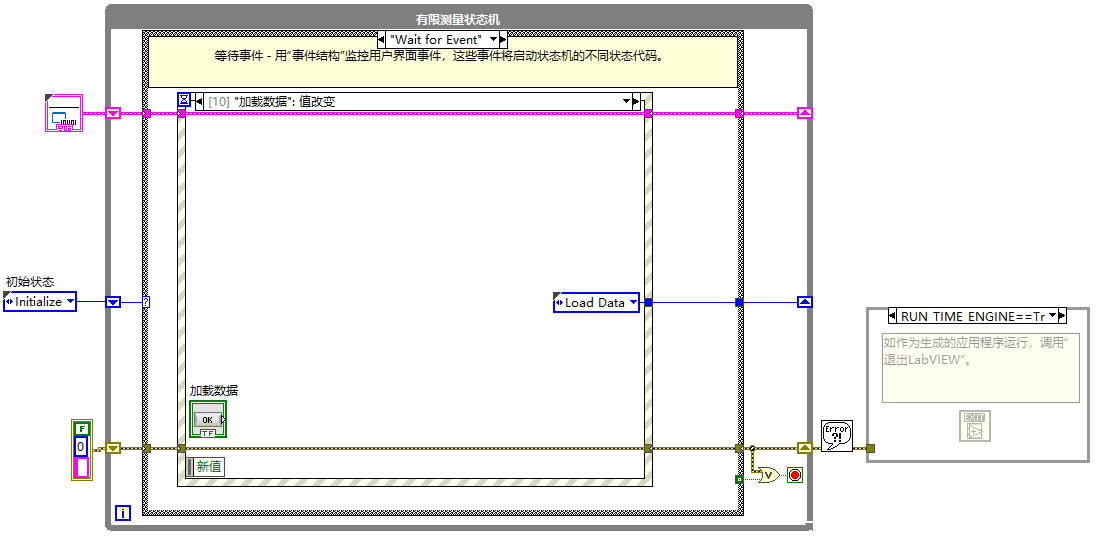 有限测量状态机
"Wait for Event"
等待事件 - 用“事件结构”监控用户界面事件，这些事件将启动状态机的不同状态代码。
[10] "加载数据": 值改变
初始状态
Initialize
Load Data
RUN_TIME_ENGINE==Tr
如作为生成的应用程序运行，调用“
退出LabVIEW”。
加载数据
OK
TF
F
0
Error
?!
EXIT
新值
?
V
i